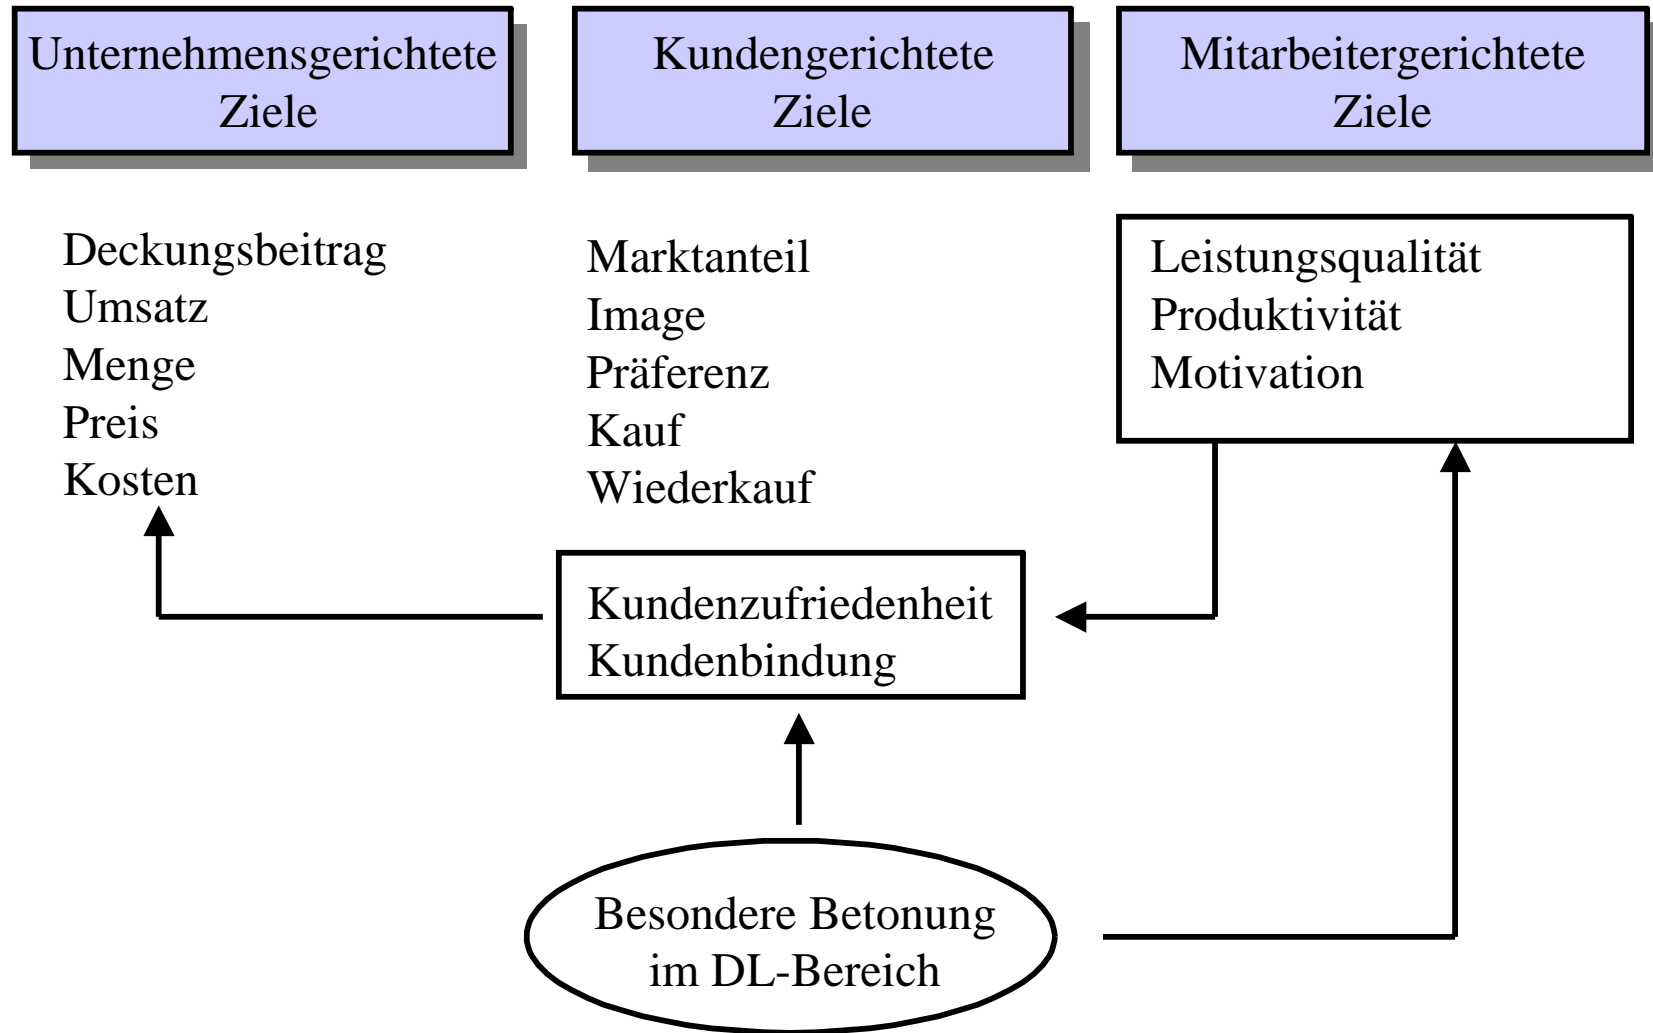 Unternehmensgerichtete
Ziele
Kundengerichtete
Ziele
Mitarbeitergerichtete
Ziele
Deckungsbeitrag
Umsatz
Menge
Preis
Kosten
Marktanteil
Image
Präferenz
Kauf
Wiederkauf
Leistungsqualität
Produktivität
Motivation
Kundenzufriedenheit
Kundenbindung
Besondere Betonung
im DL-Bereich